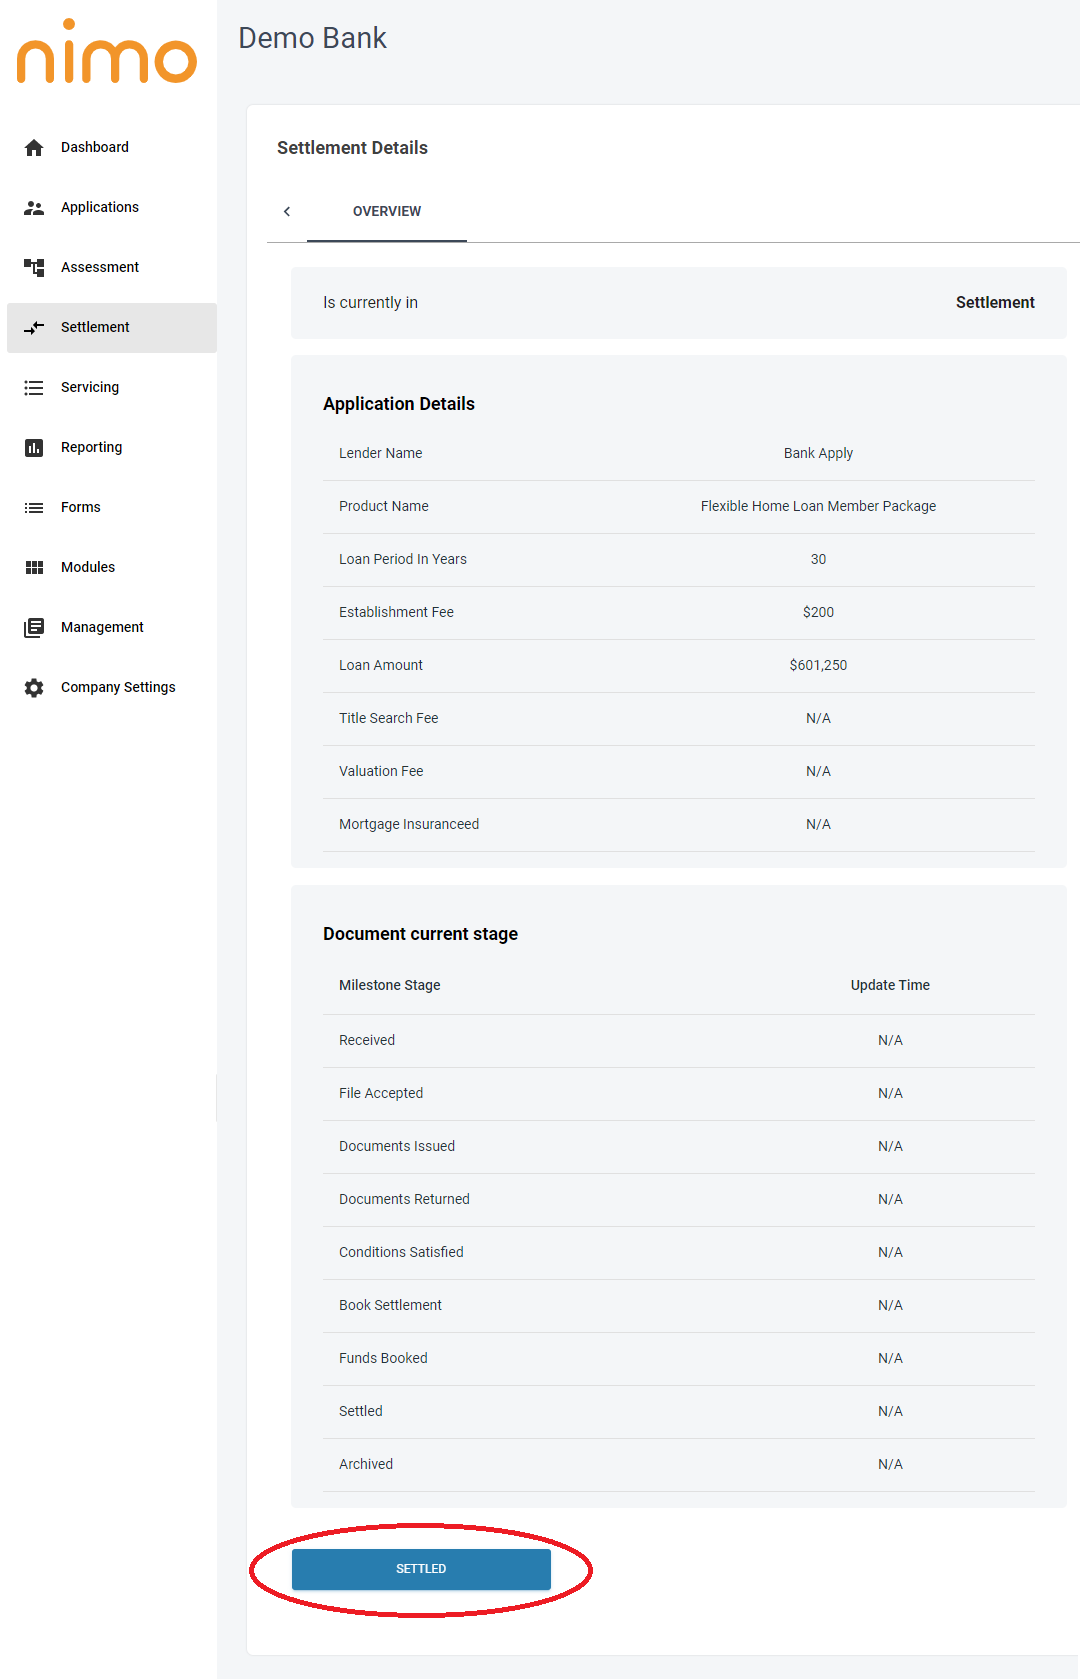 nimo
Demo Bank
Dashboard
Applications
Assessment
Settlement
Servicing
Reporting
Forms
Modules
Management
Company Settings
Settlement Details
OVERVIEW
Is currently in Settlement
Application Details
Lender Name Bank Apply
Product Name Flexible Home Loan Member Package
Loan Period In Years 30
Establishment Fee $200
Loan Amount $601,250
Title Search Fee N/A
Valuation Fee N/A
Mortgage Insuranceed N/A
Document current stage
Milestone Stage Update Time
Received N/A
File Accepted N/A
Documents Issued N/A
Documents Returned N/A
Conditions Satisfied N/A
Book Settlement N/A
Funds Booked N/A
Settled N/A
Archived N/A
SETTLED